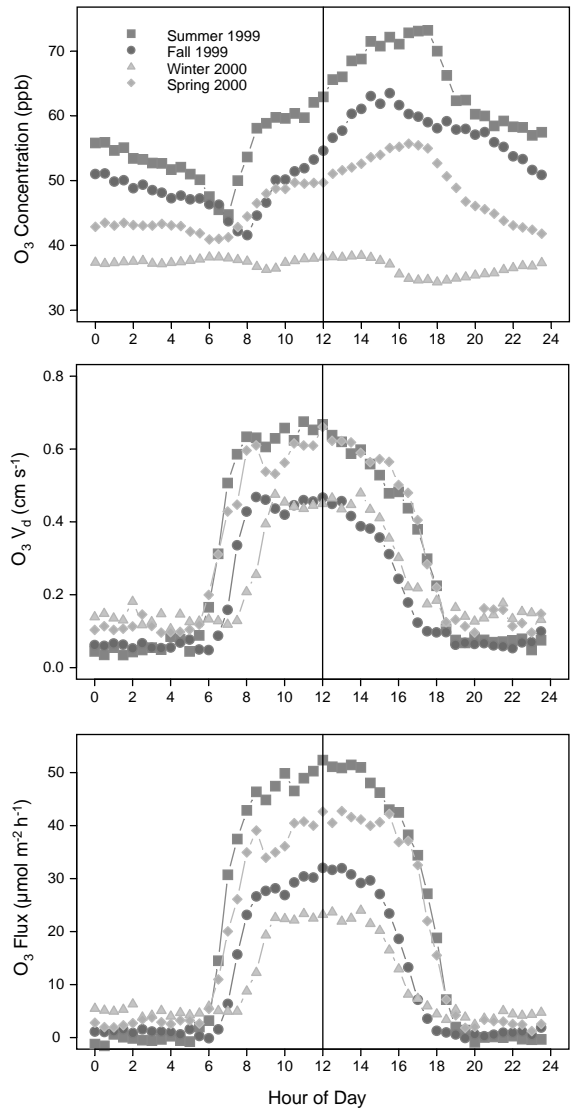 Summer 1999
Fall 1999
Winter 2000
Spring 2000
O₃ Concentration (ppb)
70
60
50
40
30
0 2 4 6 8 10 12 14 16 18 20 22 24
O₃ V_d (cm s⁻¹)
0.8
0.6
0.4
0.2
0.0
0 2 4 6 8 10 12 14 16 18 20 22 24
O₃ Flux (µmol m⁻² h⁻¹)
50
40
30
20
10
0
0 2 4 6 8 10 12 14 16 18 20 22 24
Hour of Day